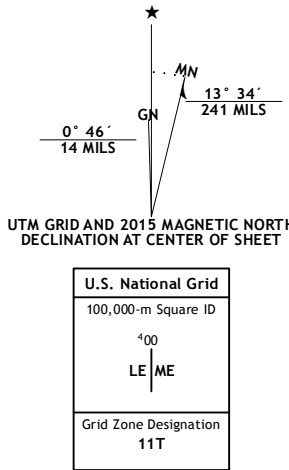 ★
MN
GN
13° 34´
241 MILS
0° 46´
14 MILS
UTM GRID AND 2015 MAGNETIC NORTH
DECLINATION AT CENTER OF SHEET
U.S. National Grid
100,000-m Square ID
⁴00
LE ME
Grid Zone Designation
11T